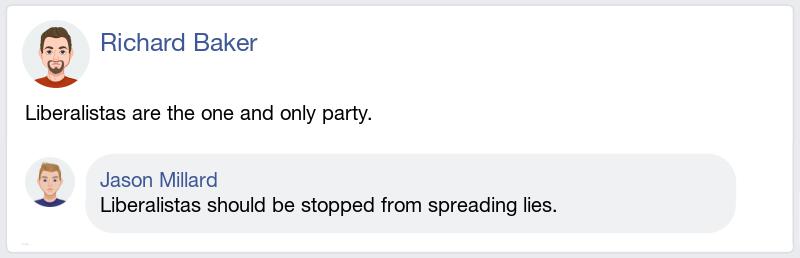 Richard Baker
Liberalistas are the one and only party.
Jason Millard
Liberalistas should be stopped from spreading lies.